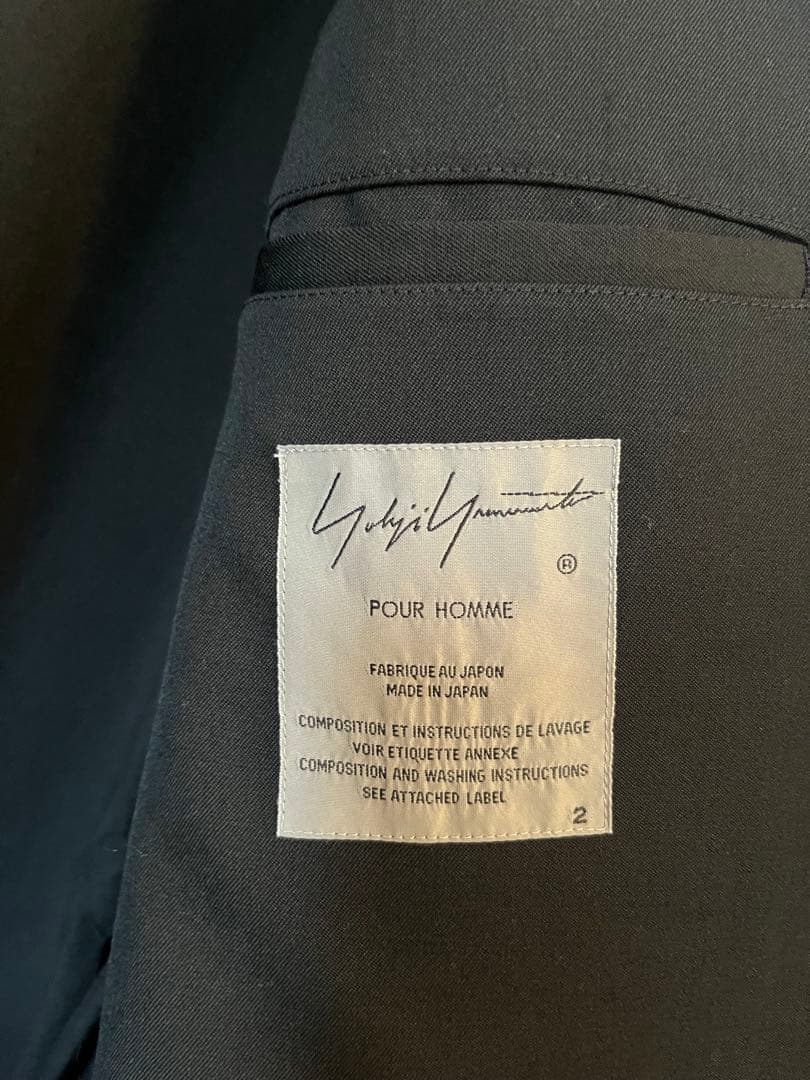 Yohji Yamamoto
®
POUR HOMME
FABRIQUE AU JAPON
MADE IN JAPAN
COMPOSITION ET INSTRUCTIONS DE LAVAGE
VOIR ETIQUETTE ANNEXE
COMPOSITION AND WASHING INSTRUCTIONS
SEE ATTACHED LABEL
2